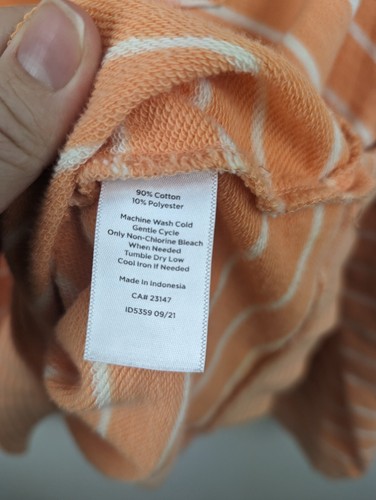 90% Cotton
10% Polyester
Machine Wash Cold
Gentle Cycle
Only Non-Chlorine Bleach
When Needed
Tumble Dry Low
Cool Iron If Needed
Made in Indonesia
CA# 23147
ID5359 09/21